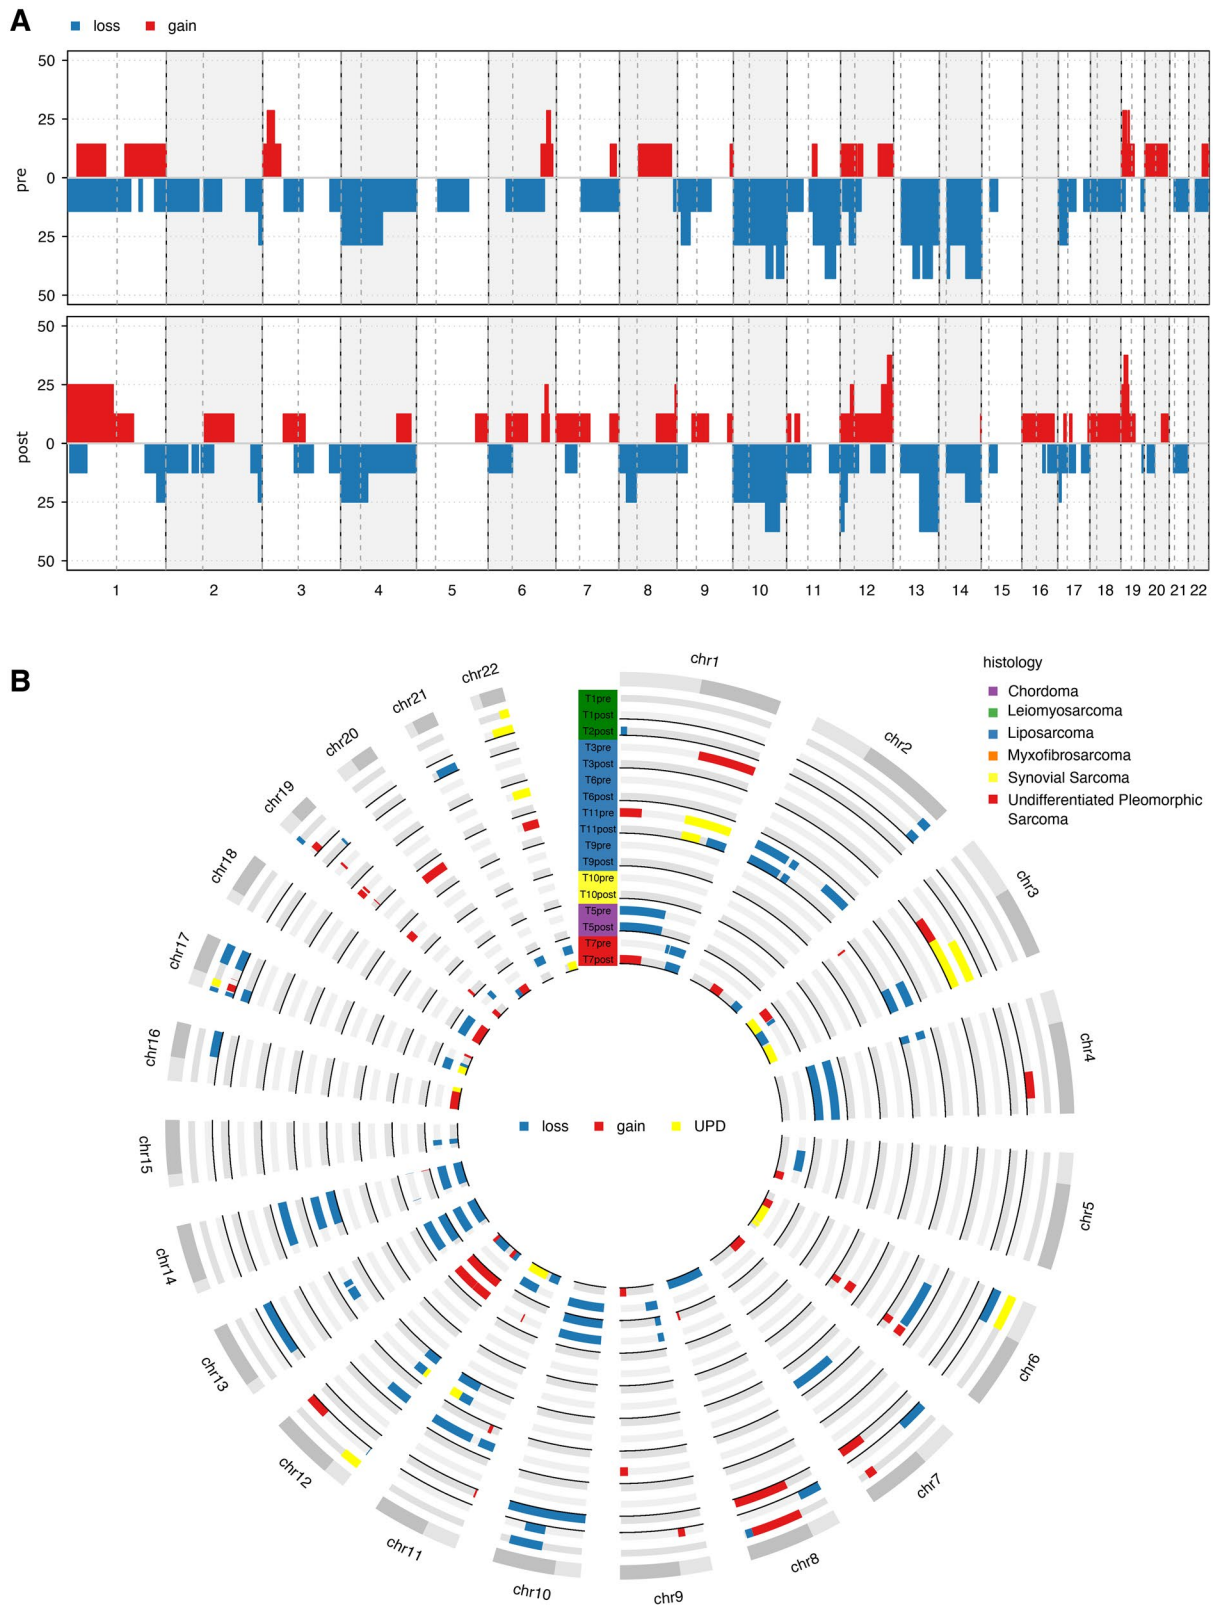 A
loss gain
50
25
0
25
50
pre
50
25
0
25
50
post
1 2 3 4 5 6 7 8 9 10 11 12 13 14 15 16 17 18 19 20 21 22
B
histology
Chordoma
Leiomyosarcoma
Liposarcoma
Myxofibrosarcoma
Synovial Sarcoma
Undifferentiated Pleomorphic
Sarcoma
T1pre
T1post
T2post
T3pre
T3post
T6pre
T6post
T11pre
T11post
T9pre
T9post
T10pre
T10post
T5pre
T5post
T7pre
T7post
chr1
chr2
chr3
chr4
chr5
chr6
chr7
chr8
chr9
chr10
chr11
chr12
chr13
chr14
chr15
chr16
chr17
chr18
chr19
chr20
chr21
chr22
loss gain UPD